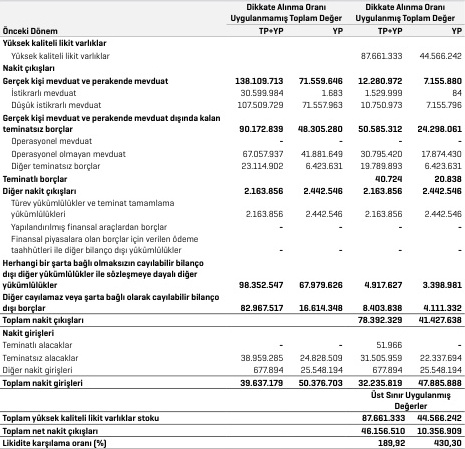 Dikkate Alınma Oranı Dikkate Alınma Oranı
Uygulanmamış Toplam Değer Uygulanmış Toplam Değer
Önceki Dönem TP+YP YP TP+YP YP
Yüksek kaliteli likit varlıklar
Yüksek kaliteli likit varlıklar 87.661.333 44.566.242
Nakit çıkışları
Gerçek kişi mevduat ve perakende mevduat 138.109.713 71.559.646 12.280.972 7.155.880
İstikrarlı mevduat 30.599.984 1.683 1.529.999 84
Düşük istikrarlı mevduat 107.509.729 71.557.963 10.750.973 7.155.796
Gerçek kişi mevduat ve perakende mevduat dışında kalan
teminatsız borçlar 90.172.839 48.305.280 50.585.312 24.298.061
Operasyonel mevduat - - - -
Operasyonel olmayan mevduat 67.057.937 41.881.649 30.795.420 17.874.430
Diğer teminatsız borçlar 23.114.902 6.423.631 19.789.893 6.423.631
Teminatlı borçlar 40.724 20.838
Diğer nakit çıkışları 2.163.856 2.442.546 2.163.856 2.442.546
Türev yükümlülükler ve teminat tamamlama
yükümlülükleri 2.163.856 2.442.546 2.163.856 2.442.546
Yapılandırılmış finansal araçlardan borçlar - - - -
Finansal piyasalara olan borçlar için verilen ödeme
taahhütleri ile diğer bilanço dışı yükümlülükler - - - -
Herhangi bir şarta bağlı olmaksızın cayılabilir bilanço
dışı diğer yükümlülükler ile sözleşmeye dayalı diğer
yükümlülükler 98.352.547 67.979.626 4.917.627 3.398.981
Diğer cayılamaz veya şarta bağlı olarak cayılabilir bilanço
dışı borçlar 82.967.517 16.614.348 8.403.838 4.111.332
Toplam nakit çıkışları 78.392.329 41.427.638
Nakit girişleri
Teminatlı alacaklar - - 51.966 -
Teminatsız alacaklar 38.959.285 24.828.509 31.505.959 22.337.694
Diğer nakit girişleri 677.894 25.548.194 677.894 25.548.194
Toplam nakit girişleri 39.637.179 50.376.703 32.235.819 47.885.888
Üst Sınır Uygulanmış
Değerler
Toplam yüksek kaliteli likit varlıklar stoku 87.661.333 44.566.242
Toplam net nakit çıkışları 46.156.510 10.356.909
Likidite karşılama oranı (%) 189,92 430,30